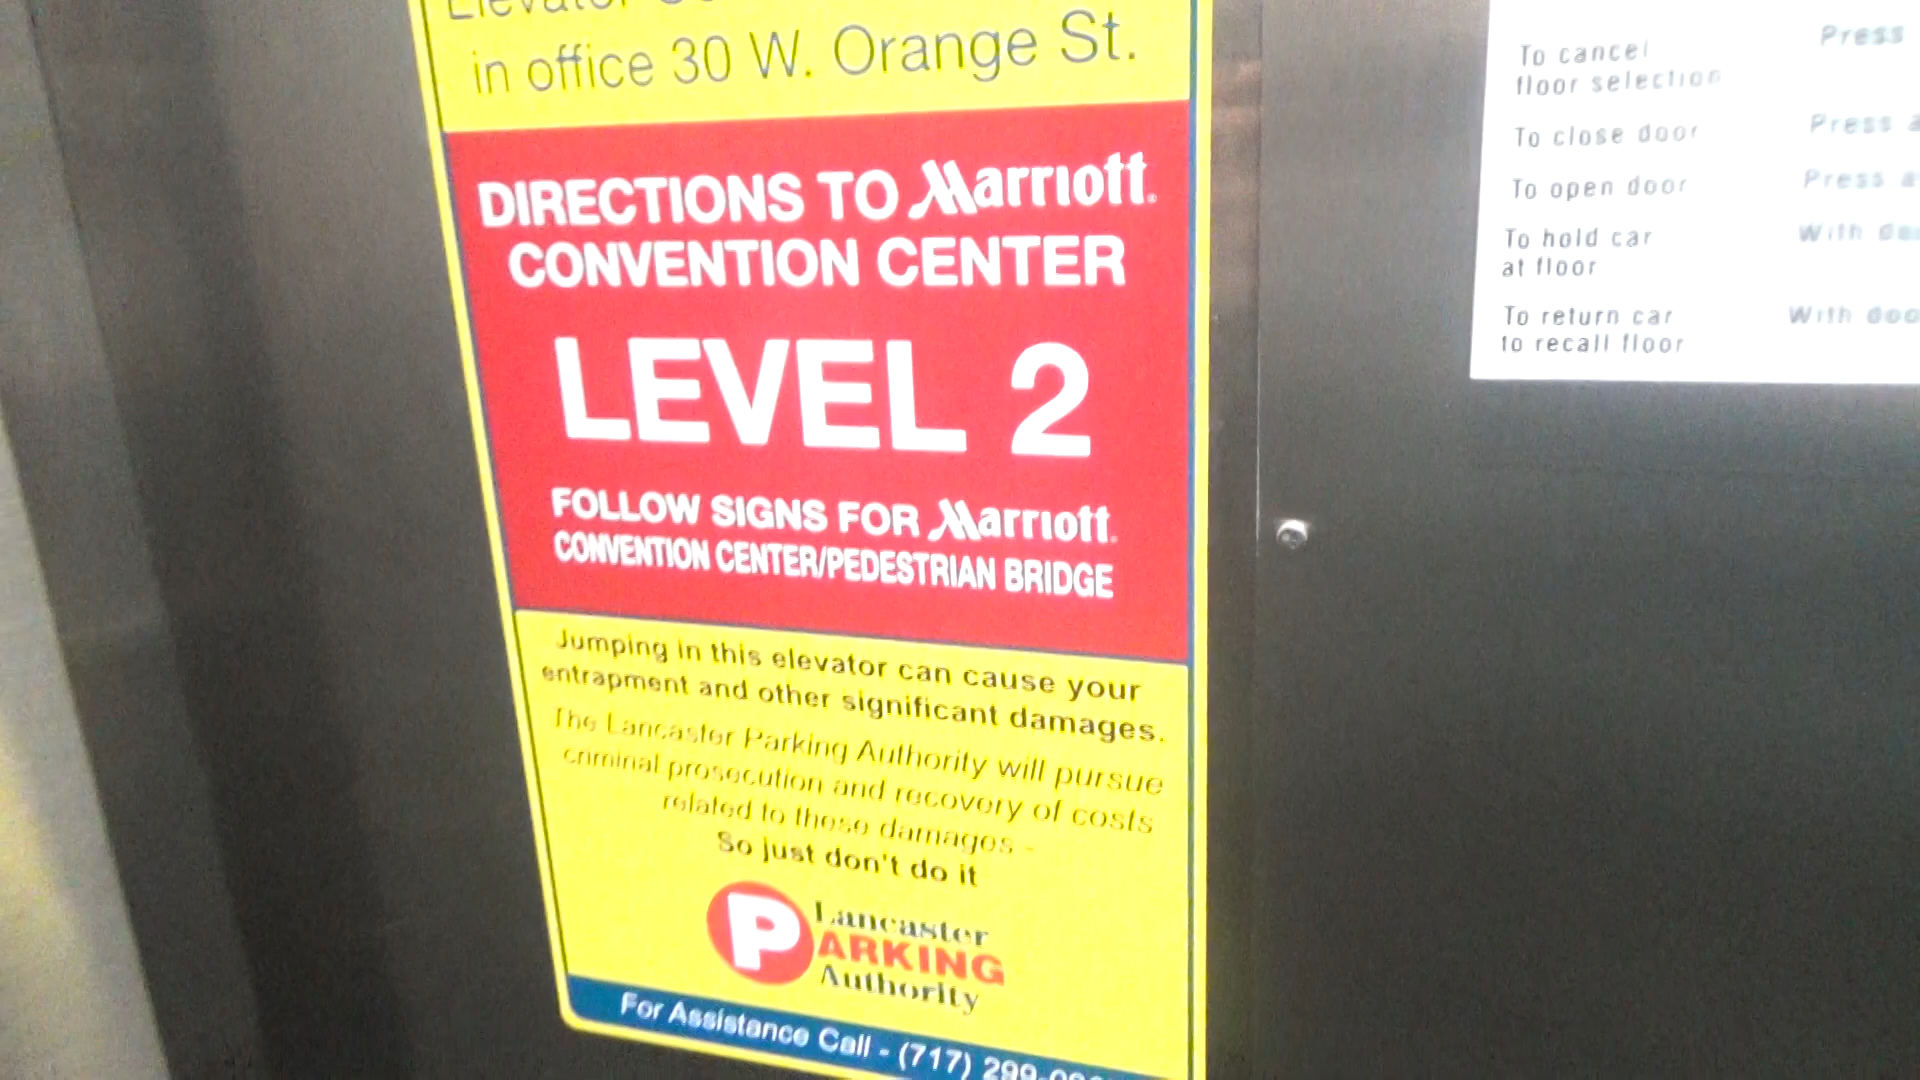 Elevator
in office 30 W. Orange St.
DIRECTIONS TO Marriott.
CONVENTION CENTER
LEVEL 2
FOLLOW SIGNS FOR Marriott.
CONVENTION CENTER/PEDESTRIAN BRIDGE
Jumping in this elevator can cause your
entrapment and other significant damages.
The Lancaster Parking Authority will pursue
criminal prosecution and recovery of costs
related to these damages -
So just don't do it
P Lancaster
PARKING
Authority
For Assistance Call - (717) 299-09
To cancel Press
floor selection
To close door Press a
To open door Press a
To hold car With
at floor
To return car With doo
to recall floor